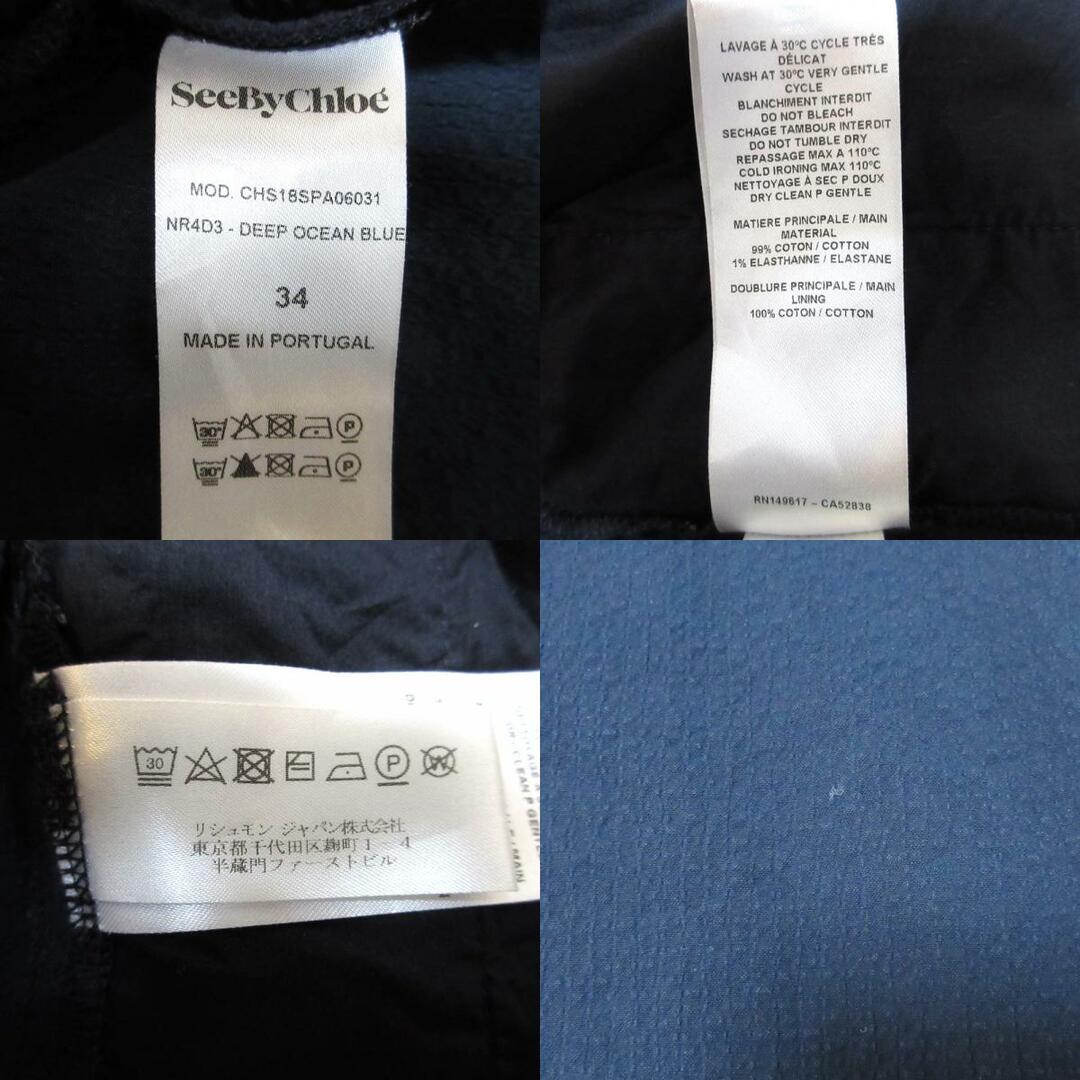 SeeByChloé
MOD. CHS18SPA06031
NR4D3 - DEEP OCEAN BLUE
34
MADE IN PORTUGAL
30° P
30° P
LAVAGE À 30°C CYCLE TRÈS
DÉLICAT
WASH AT 30°C VERY GENTLE
CYCLE
BLANCHIMENT INTERDIT
DO NOT BLEACH
SECHAGE TAMBOUR INTERDIT
DO NOT TUMBLE DRY
REPASSAGE MAX A 110°C
COLD IRONING MAX 110°C
NETTOYAGE À SEC P DOUX
DRY CLEAN P GENTLE
MATIERE PRINCIPALE / MAIN
MATERIAL
99% COTON / COTTON
1% ELASTHANNE / ELASTANE
DOUBLURE PRINCIPALE / MAIN
LINING
100% COTON / COTTON
RN149617 - CA52838
30 P W
リシュモン ジャパン株式会社
東京都千代田区麹町1-4
半蔵門ファーストビル
CLEAN P
MAIN